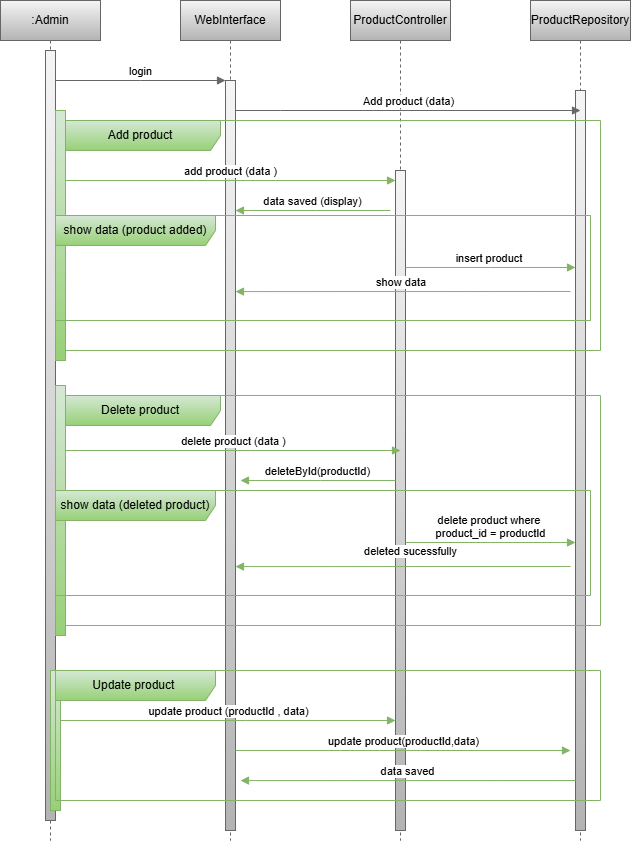 :Admin
WebInterface
ProductController
ProductRepository
login
Add product (data)
Add product
add product (data )
data saved (display)
show data (product added)
insert product
show data
Delete product
delete product (data )
deleteById(productId)
show data (deleted product)
delete product where
product_id = productId
deleted sucessfully
Update product
update product (productId , data)
update product(productId,data)
data saved